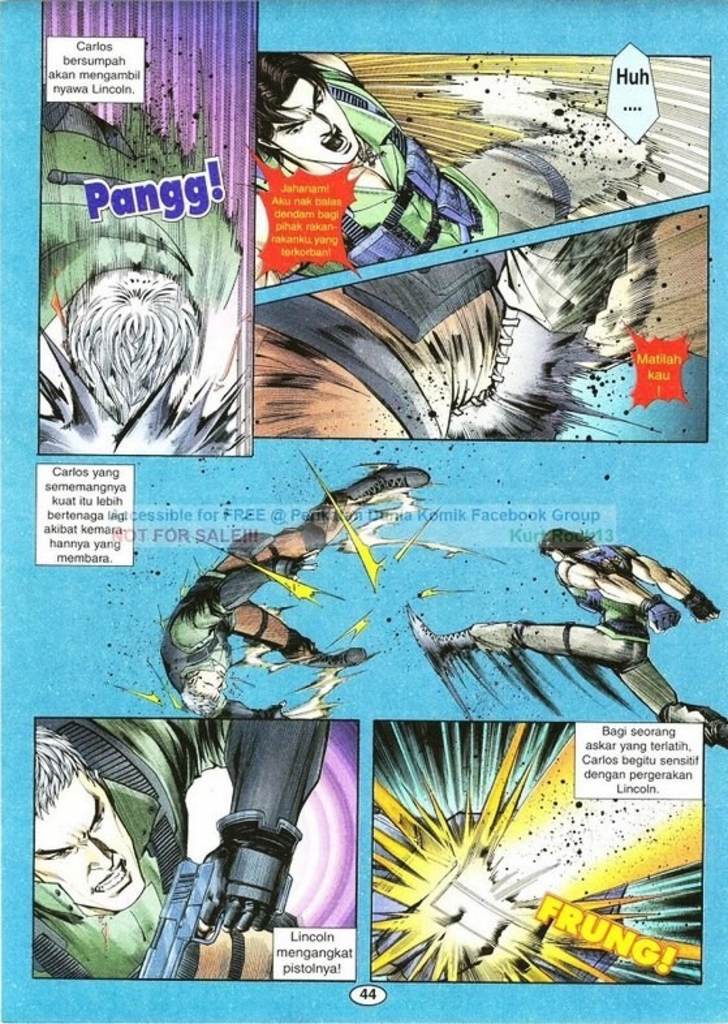 Carlos
bersumpah
akan mengambil
nyawa Lincoln.
Pangg!
Huh
....
Jahanam!
Aku nak balas
dendam bagi
pihak rakan-
rakanku,yang
terkorban!
Matilah
kau
!
Carlos yang
sememangnya
kuat itu lebih
bertenaga lagi
akibat kemara-
hannya yang
membara.
Accessible for FREE @ Dunia Komik Facebook Group
NOT FOR SALE!!!
Lincoln
mengangkat
pistolnya!
Bagi seorang
askar yang terlatih,
Carlos begitu sensitif
dengan pergerakan
Lincoln.
FRUNG!
44